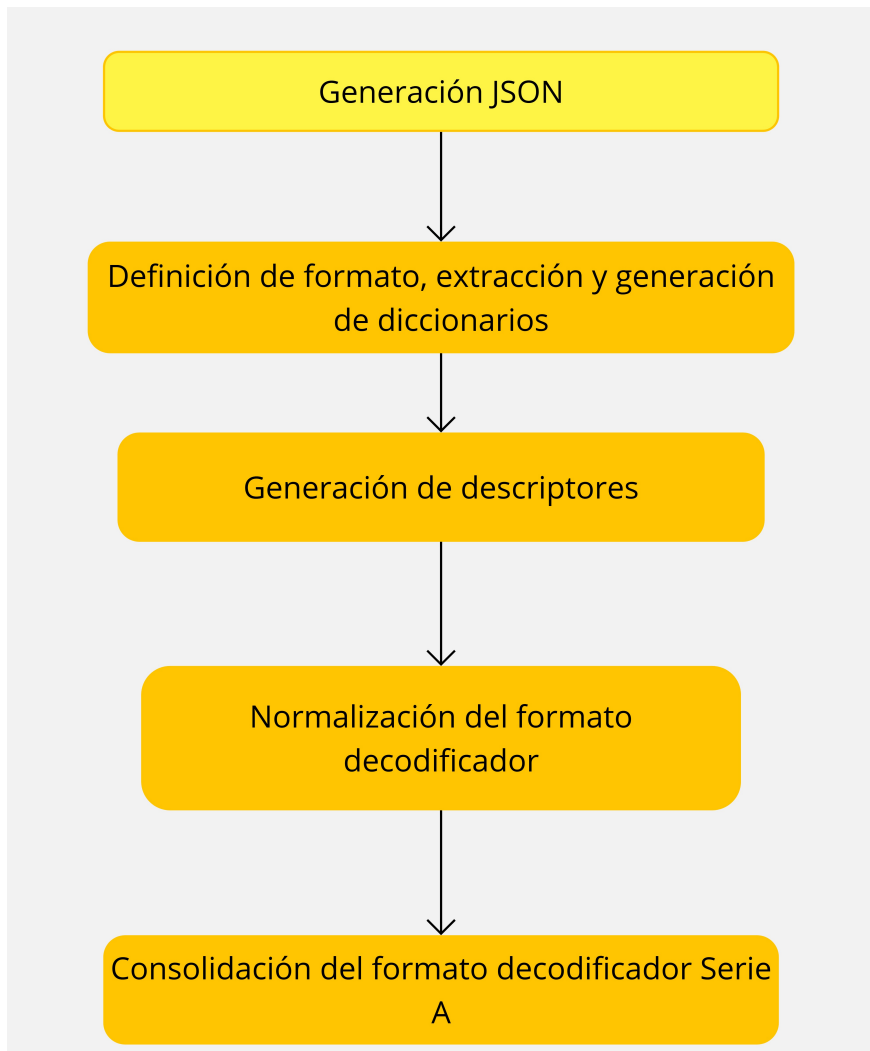 Generación JSON
Definición de formato, extracción y generación
de diccionarios
Generación de descriptores
Normalización del formato
decodificador
Consolidación del formato decodificador Serie
A